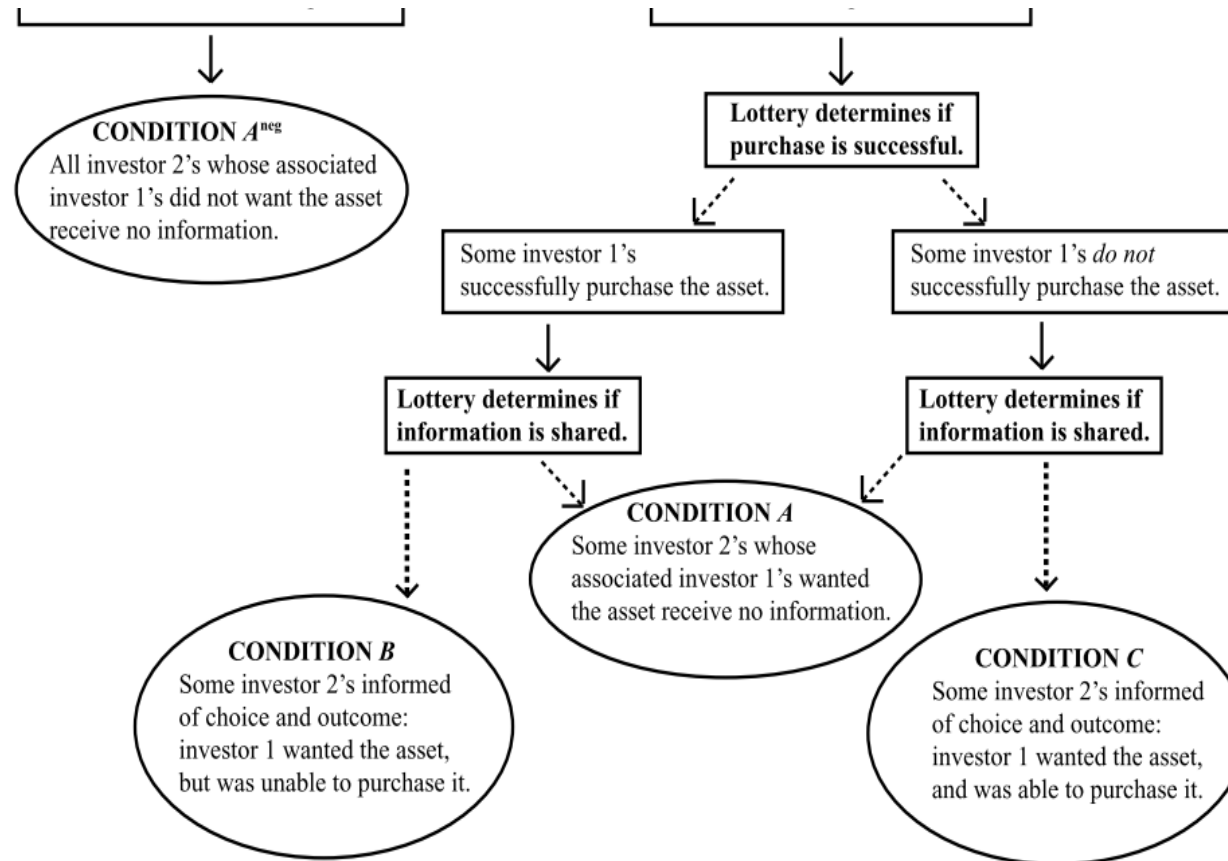 Lottery determines if
purchase is successful.
CONDITION A^neg
All investor 2's whose associated
investor 1's did not want the asset
receive no information.
Some investor 1's
successfully purchase the asset.
Some investor 1's do not
successfully purchase the asset.
Lottery determines if
information is shared.
Lottery determines if
information is shared.
CONDITION A
Some investor 2's whose
associated investor 1's wanted
the asset receive no information.
CONDITION B
Some investor 2's informed
of choice and outcome:
investor 1 wanted the asset,
but was unable to purchase it.
CONDITION C
Some investor 2's informed
of choice and outcome:
investor 1 wanted the asset,
and was able to purchase it.